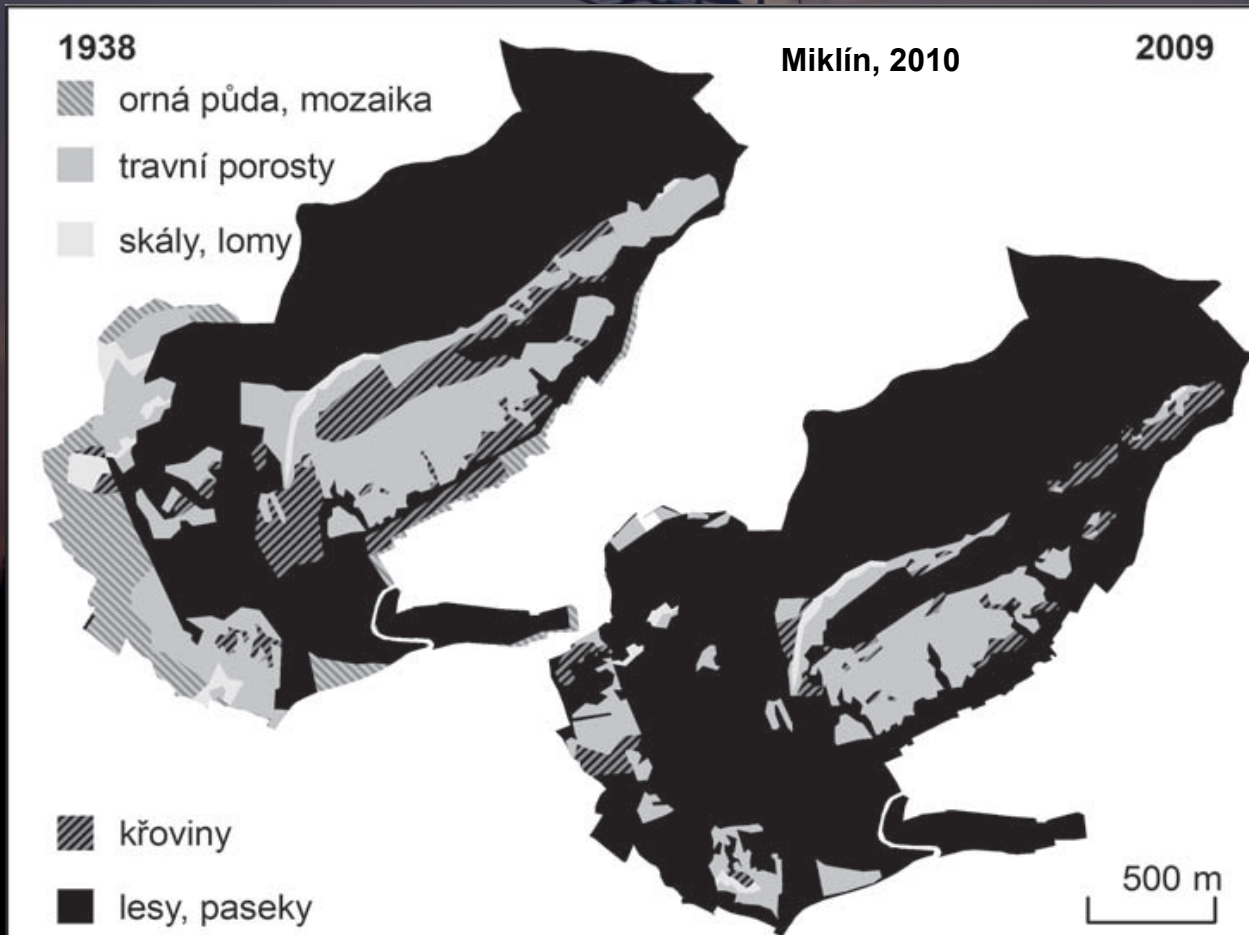 1938
Miklín, 2010
2009
orná půda, mozaika
travní porosty
skály, lomy
křoviny
lesy, paseky
500 m